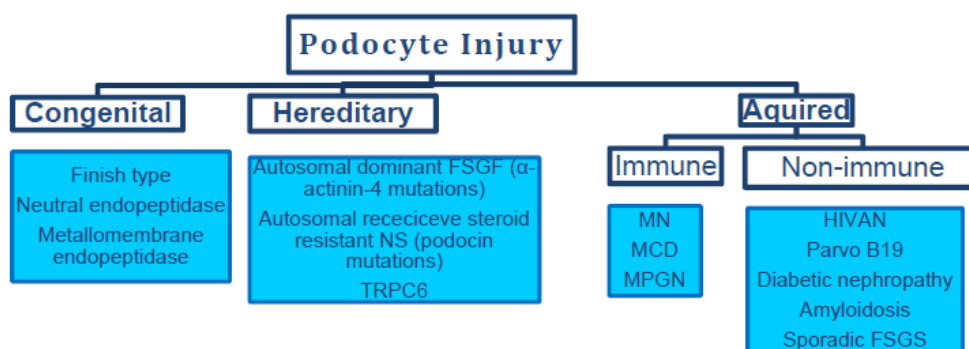 Podocyte Injury
Congenital
Hereditary
Aquired
Immune
Non-immune
Finish type
Neutral endopeptidase
Metallomembrane
endopeptidase
Autosomal dominant FSGF (α-
actinin-4 mutations)
Autosomal receciceve steroid
resistant NS (podocin
mutations)
TRPC6
MN
MCD
MPGN
HIVAN
Parvo B19
Diabetic nephropathy
Amyloidosis
Sporadic FSGS